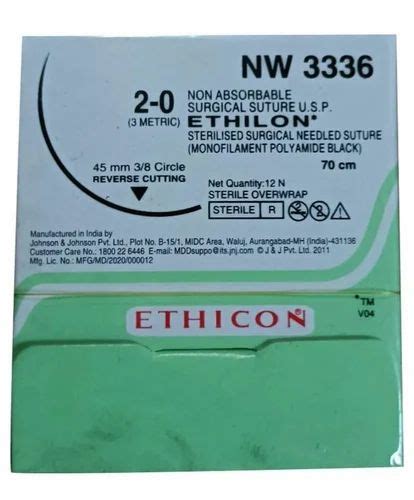 NW 3336
2-0
(3 METRIC)
NON ABSORBABLE
SURGICAL SUTURE U.S.P.
ETHILON*
STERILISED SURGICAL NEEDLED SUTURE
(MONOFILAMENT POLYAMIDE BLACK)
70 cm
45 mm 3/8 Circle
REVERSE CUTTING
Net Quantity:12 N
STERILE OVERWRAP
STERILE R
Manufactured in India by
Johnson & Johnson Pvt. Ltd., Plot No. B-15/1, MIDC Area, Waluj, Aurangabad-MH (India)-431136
Customer Care No.: 1800 22 6446 E-mail: MDDsuppo@its.jnj.com © J & J Pvt. Ltd. 2011
Mfg. Lic. No.: MFG/MD/2020/000012
ETHICON
*TM
V04